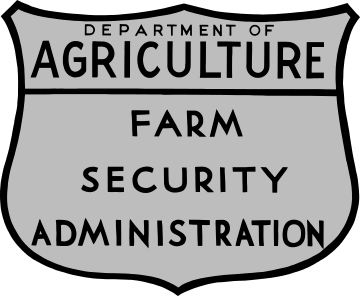 DEPARTMENT OF
AGRICULTURE
FARM
SECURITY
ADMINISTRATION